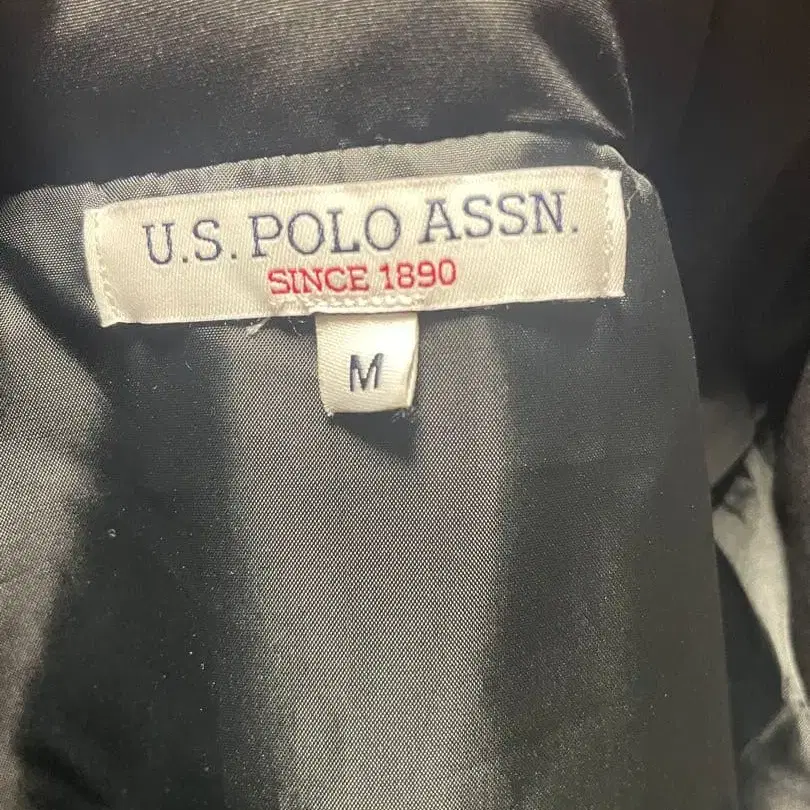 U.S. POLO ASSN.
SINCE 1890
M